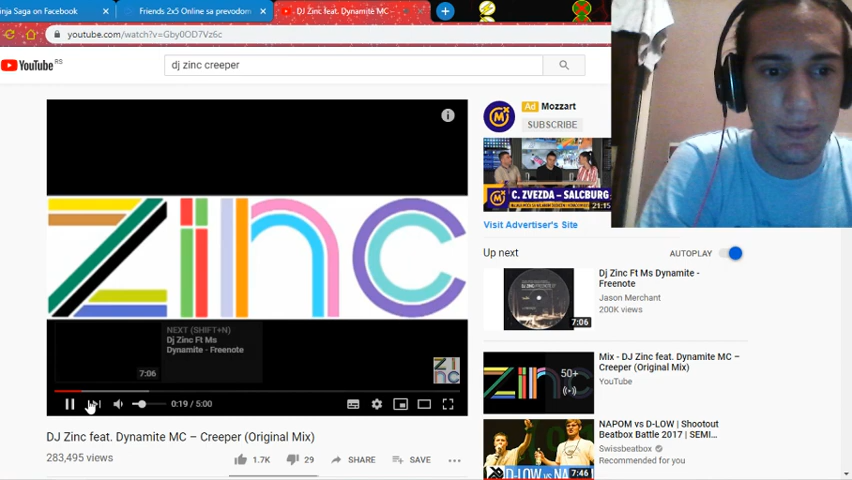 inja Saga on Facebook
Friends 2x5 Online sa prevodom
DJ Zinc feat. Dynamite MC –
youtube.com/watch?v=Gby0OD7Vz6c
YouTube RS
dj zinc creeper
zinc
NEXT (SHIFT+N)
Dj Zinc Ft Ms
Dynamite - Freenote
7:06
zinc
0:19 / 5:00
DJ Zinc feat. Dynamite MC – Creeper (Original Mix)
283,495 views
1.7K
29
SHARE
SAVE
Ad Mozzart
SUBSCRIBE
C. ZVEZDA – SALCBURG
21:15
Visit Advertiser's Site
Up next
AUTOPLAY
Dj Zinc Ft Ms Dynamite -
Freenote
Jason Merchant
200K views
7:06
Mix - DJ Zinc feat. Dynamite MC –
Creeper (Original Mix)
YouTube
50+
zinc
NAPOM vs D-LOW | Shootout
Beatbox Battle 2017 | SEMI...
Swissbeatbox
Recommended for you
D-LOW vs NA
7:46